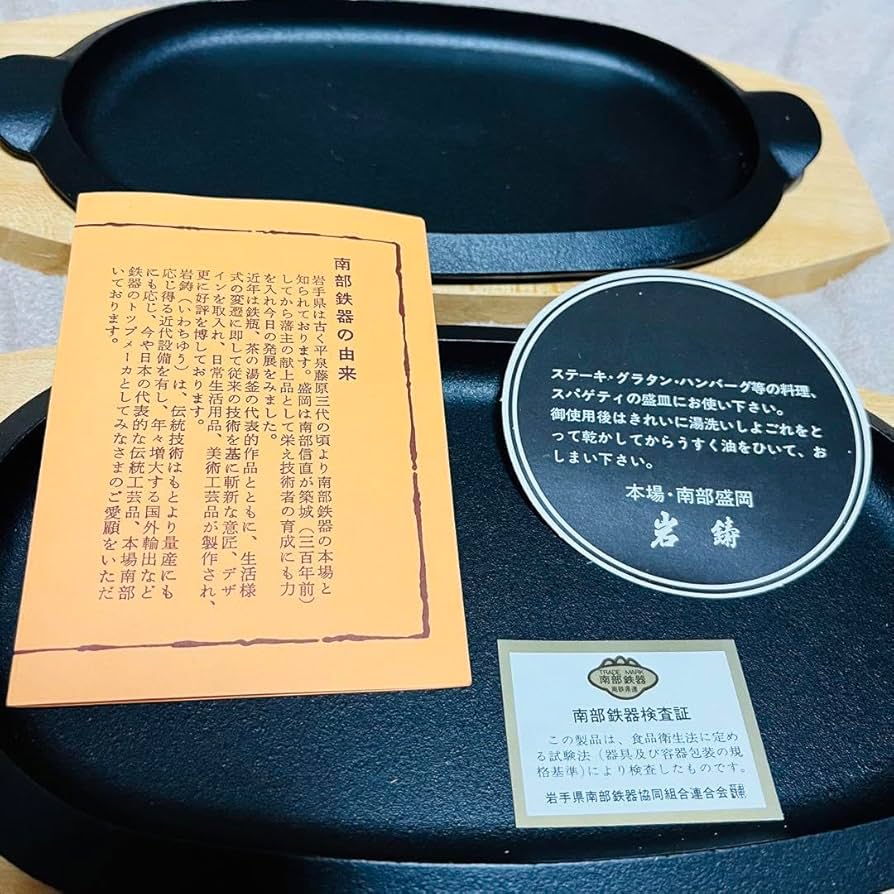 南部鉄器の由来
岩手県は古く平泉藤原三代の頃より南部鉄器の本場と
知られております。盛岡は南部信直が築城（三百年前）
してから藩主の献上品として栄え技術者の育成にも力
を入れ今日の発展をみました。
近年は鉄瓶、茶の湯釜の代表的作品とともに、生活様
式の変遷に即して従来の技術を基に斬新な意匠、デザ
インを取入れ、日常生活用品、美術工芸品が製作され、
更に好評を博しております。
岩鋳（いわちゆう）は、伝統技術はもとより量産にも
応じ得る近代設備を有し、年々増大する国外輸出など
にも応じ、今や日本の代表的な伝統工芸品、本場南部
鉄器のトップメーカとしてみなさまのご愛顧をいただ
いております。
ステーキ・グラタン・ハンバーグ等の料理、
スパゲティの盛皿にお使い下さい。
御使用後はきれいに湯洗いしよごれをと
って乾かしてからうすく油をひいて、お
しまい下さい。
本場・南部盛岡
岩鋳
TRADE MARK
南部鉄器
南鉄県連
南部鉄器検査証
この製品は、食品衛生法に定め
る試験法（器具及び容器包装の規
格基準）により検査したものです。
岩手県南部鉄器協同組合連合会